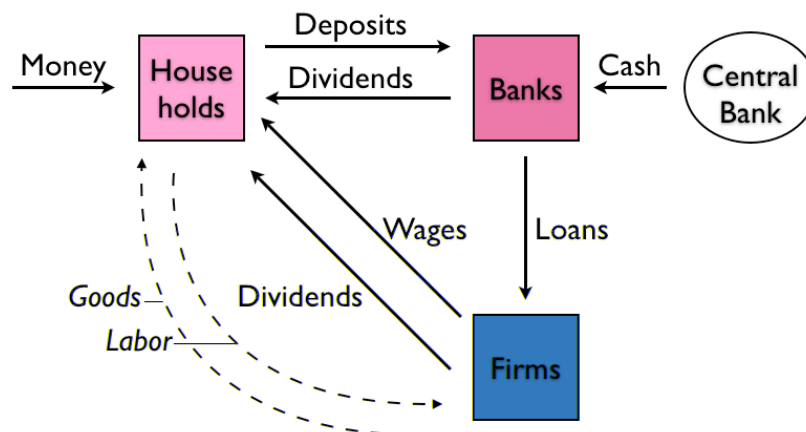 Deposits
Money
House
holds
Dividends
Banks
Cash
Central
Bank
Wages
Loans
Goods
Dividends
Labor
Firms